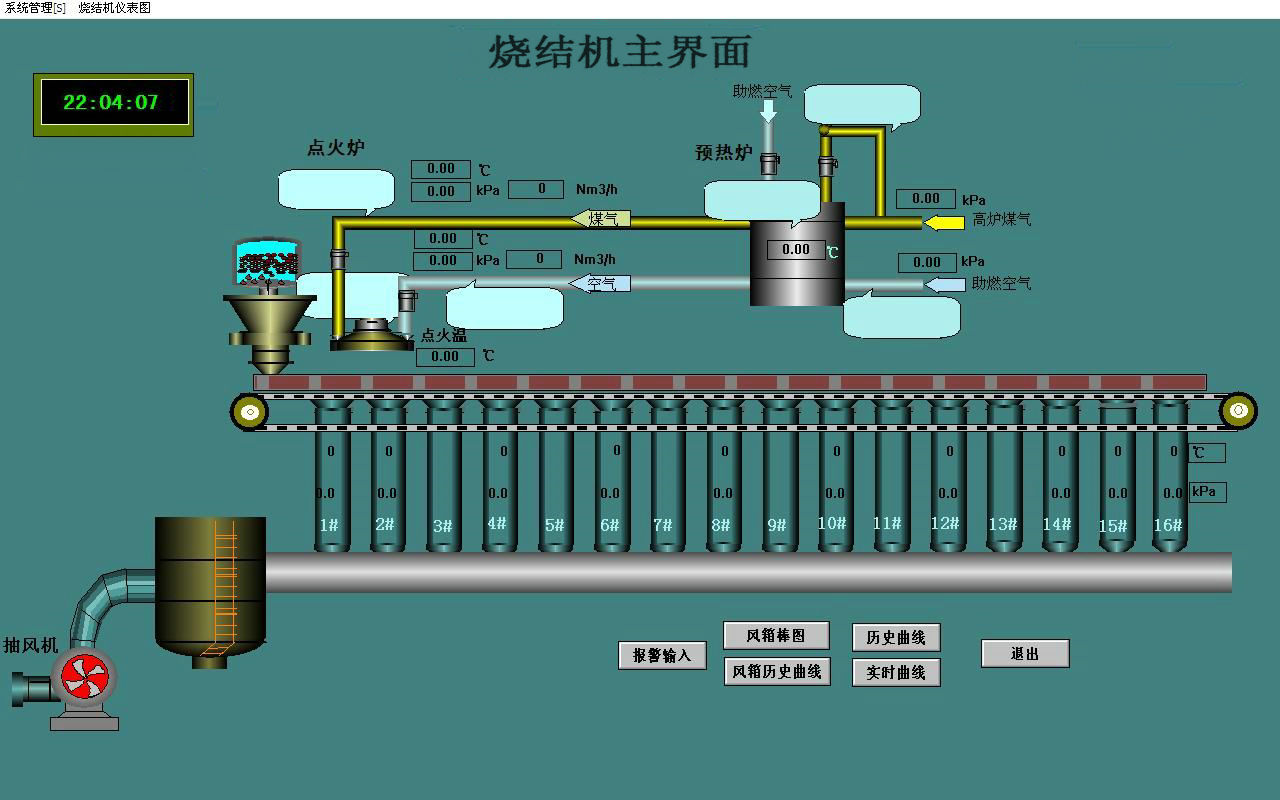 系统管理[S] 烧结机仪表图
烧结机主界面
22:04:07
助燃空气
点火炉
预热炉
0.00 ℃
0.00 kPa 0 Nm3/h
0.00 kPa
煤气
高炉煤气
0.00 ℃
0.00 kPa 0 Nm3/h
0.00 ℃
0.00 kPa
空气
助燃空气
点火温
0.00 ℃
0 0 0 0 0 0 0 0 0 0 ℃
0.0 0.0 0.0 0.0 0.0 0.0 0.0 0.0 0.0 0.0 kPa
1# 2# 3# 4# 5# 6# 7# 8# 9# 10# 11# 12# 13# 14# 15# 16#
抽风机
报警输入
风箱棒图
历史曲线
退出
风箱历史曲线
实时曲线